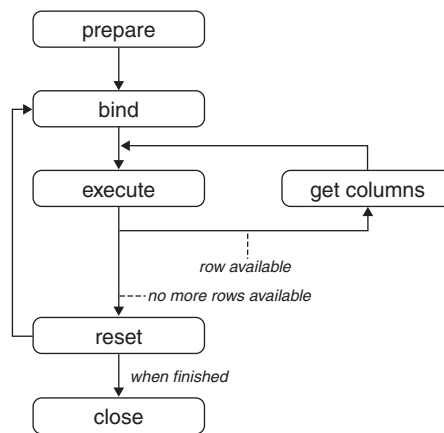 prepare
bind
execute
get columns
row available
no more rows available
reset
when finished
close